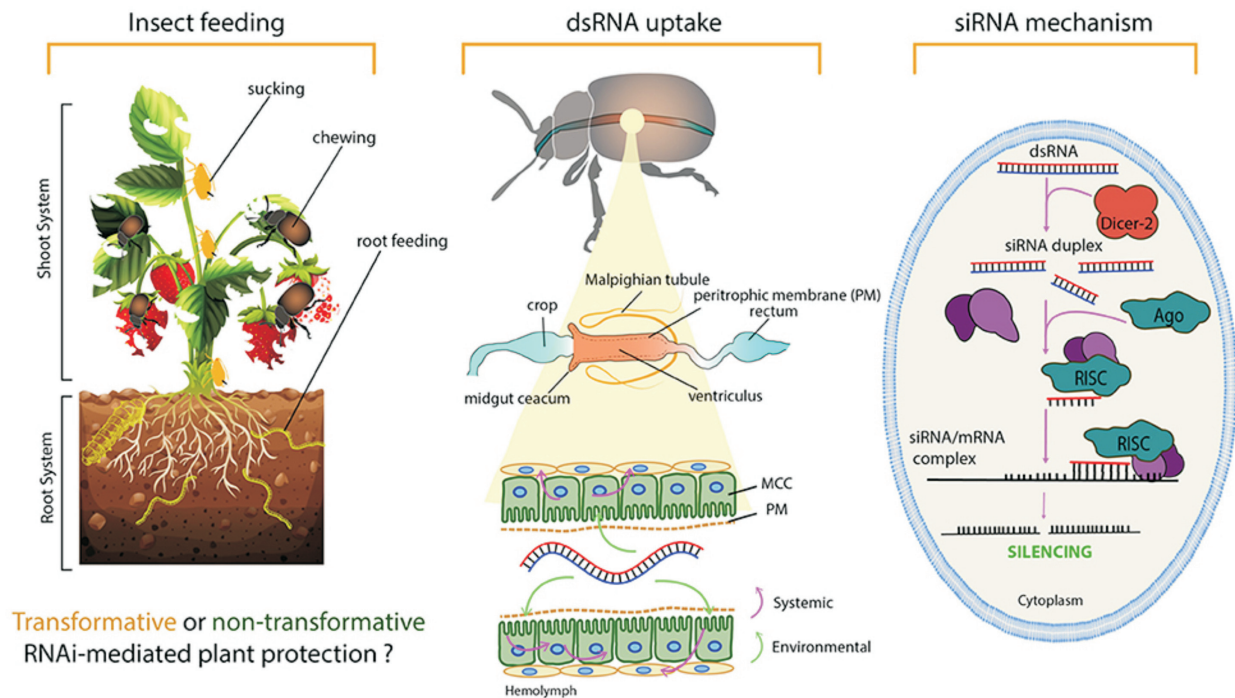 Insect feeding
sucking
chewing
root feeding
Shoot System
Root System
Transformative or non-transformative
RNAi-mediated plant protection ?
dsRNA uptake
Malpighian tubule
peritrophic membrane (PM)
crop
rectum
midgut ceacum
ventriculus
MCC
PM
Systemic
Environmental
Hemolymph
siRNA mechanism
dsRNA
Dicer-2
siRNA duplex
Ago
RISC
siRNA/mRNA
complex
RISC
SILENCING
Cytoplasm